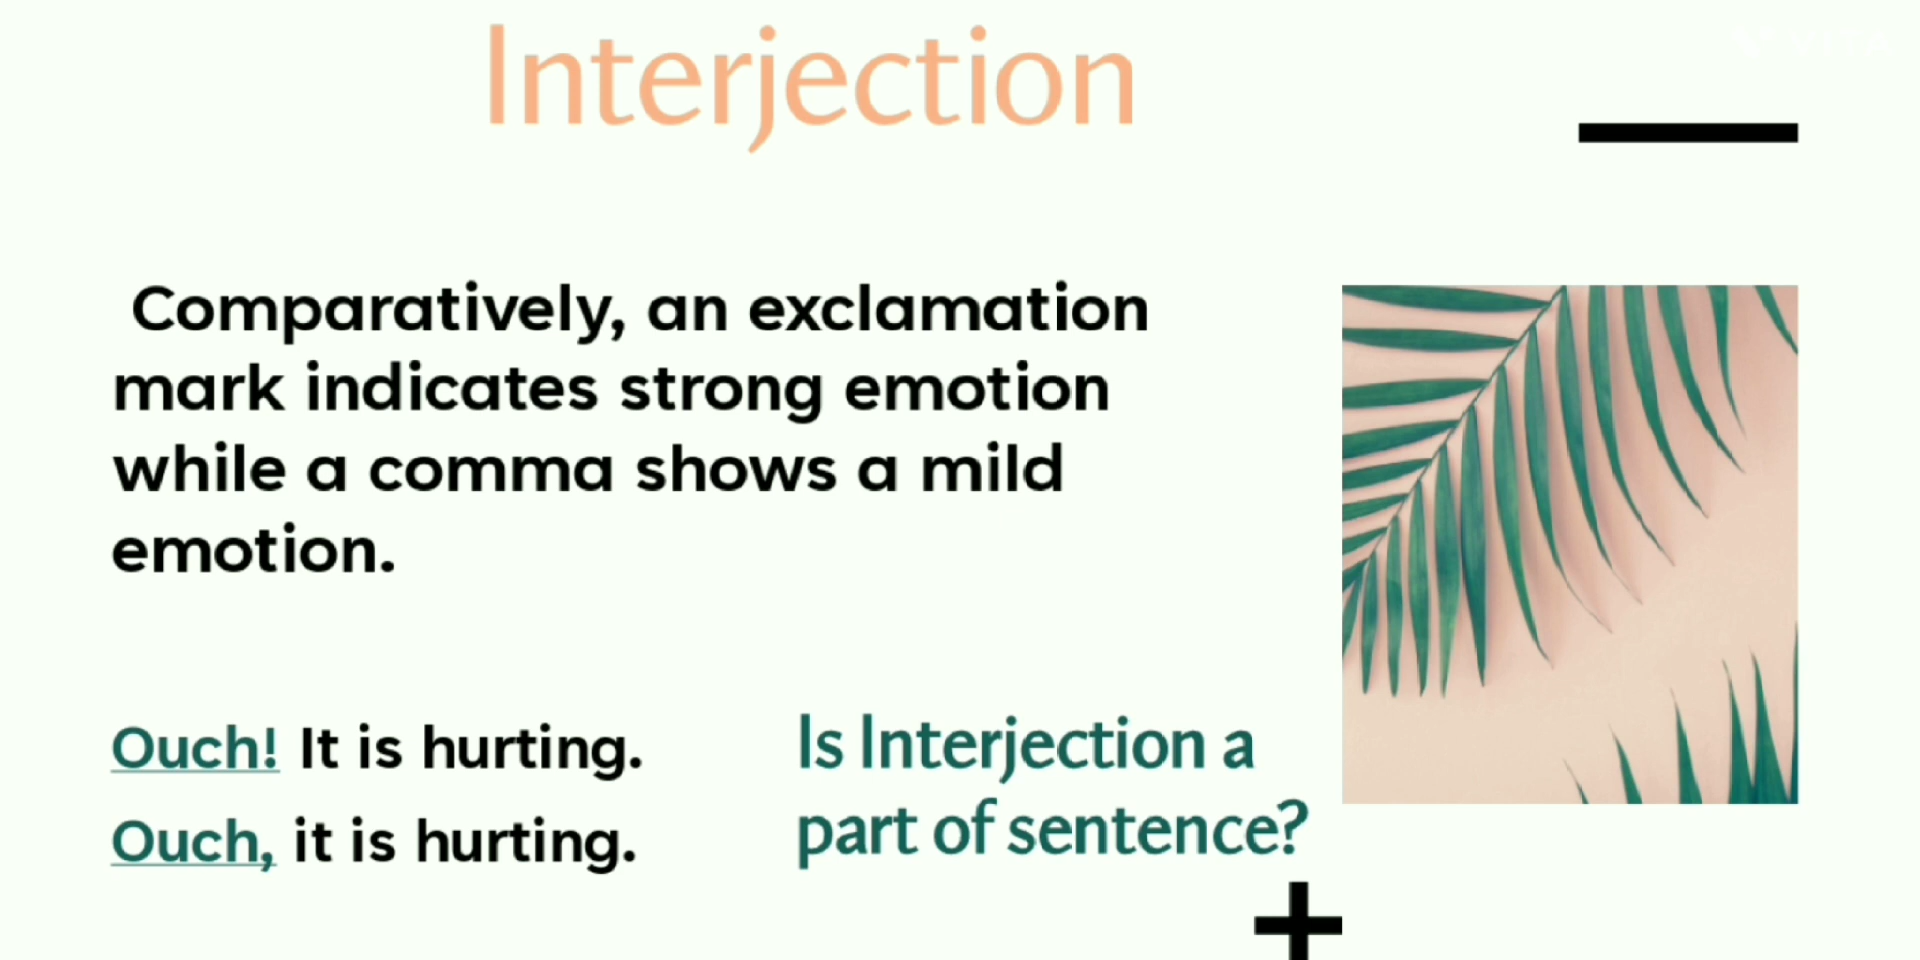 Interjection
Comparatively, an exclamation
mark indicates strong emotion
while a comma shows a mild
emotion.
Ouch! It is hurting.
Ouch, it is hurting.
Is Interjection a
part of sentence?